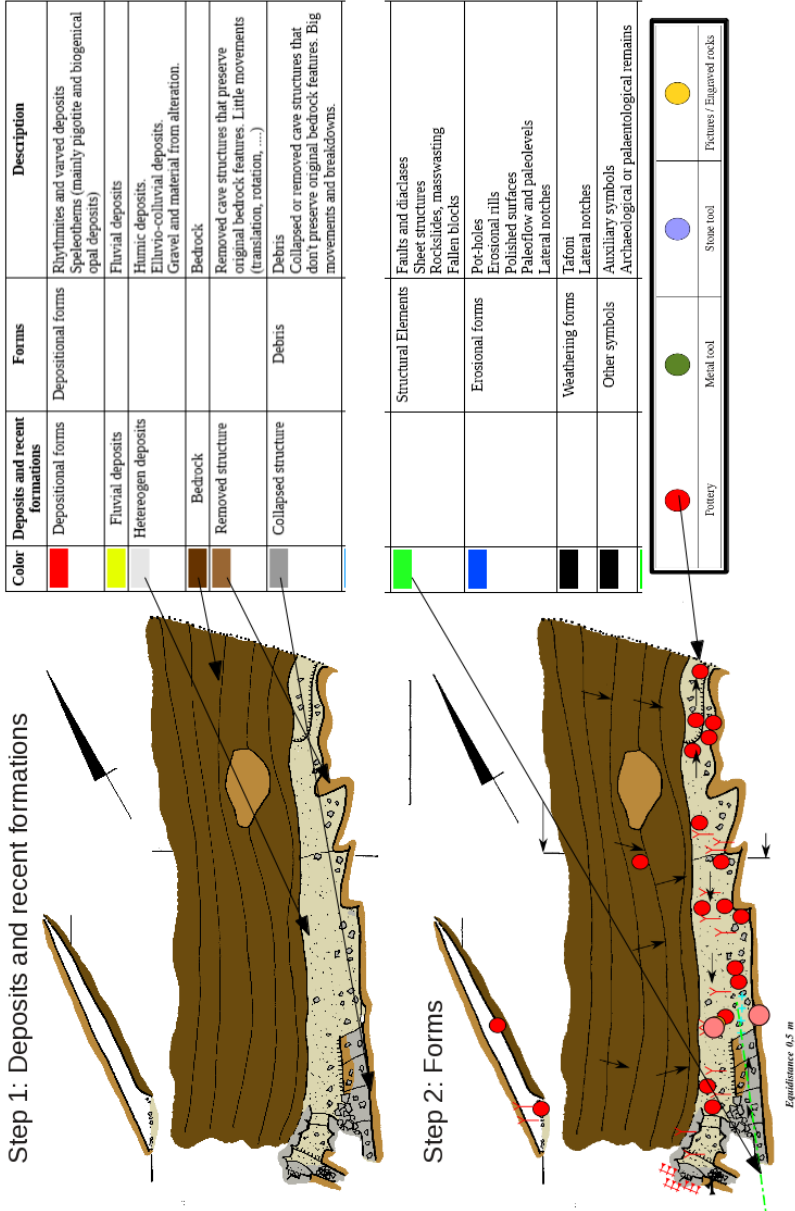 Step 1: Deposits and recent formations
Color Deposits and recent formations Forms Description
Depositional forms Depositional forms Rhythmites and varved deposits
Speleothems (mainly pigotite and biogenical
opal deposits)
Fluvial deposits Fluvial deposits
Hetereogen deposits Humic deposits.
Elluvio-colluvial deposits.
Gravel and material from alteration.
Bedrock Bedrock
Removed structure Removed cave structures that preserve
original bedrock features. Little movements
(translation, rotation, ....)
Collapsed structure Debris Debris
Collapsed or removed cave structures that
don't preserve original bedrock features. Big
movements and breakdowns.
Step 2: Forms
Structural Elements Faults and diaclases
Sheet structures
Rockslides, masswasting
Fallen blocks
Erosional forms Pot-holes
Erosional rills
Polished surfaces
Paleoflow and paleolevels
Lateral notches
Weathering forms Tafoni
Lateral notches
Other symbols Auxiliary symbols
Archaeological or palaentological remains
Pottery Metal tool Stone tool Pictures / Engraved rocks
Equidistance 0,5 m